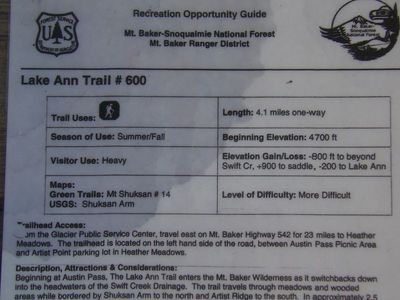 Recreation Opportunity Guide
FOREST SERVICE
U S
DEPARTMENT OF AGRICULTURE
Mt. Baker-Snoqualmie National Forest
Mt. Baker Ranger District
Mt. Baker-
Snoqualmie
National Forest
Lake Ann Trail # 600
Trail Uses:
Length: 4.1 miles one-way
Season of Use: Summer/Fall
Beginning Elevation: 4700 ft
Visitor Use: Heavy
Elevation Gain/Loss: -800 ft to beyond
Swift Cr, +900 to saddle, -200 to Lake Ann
Maps:
Green Trails: Mt Shuksan # 14
USGS: Shuksan Arm
Level of Difficulty: More Difficult
Trailhead Access:
From the Glacier Public Service Center, travel east on Mt. Baker Highway 542 for 23 miles to Heather
Meadows. The trailhead is located on the left hand side of the road, between Austin Pass Picnic Area
and Artist Point parking lot in Heather Meadows.
Description, Attractions & Considerations:
Beginning at Austin Pass, The Lake Ann Trail enters the Mt. Baker Wilderness as it switchbacks down
into the headwaters of the Swift Creek Drainage. The trail travels through meadows and wooded
areas while bordered by Shuksan Arm to the north and Artist Ridge to the south. In approximately 2.5